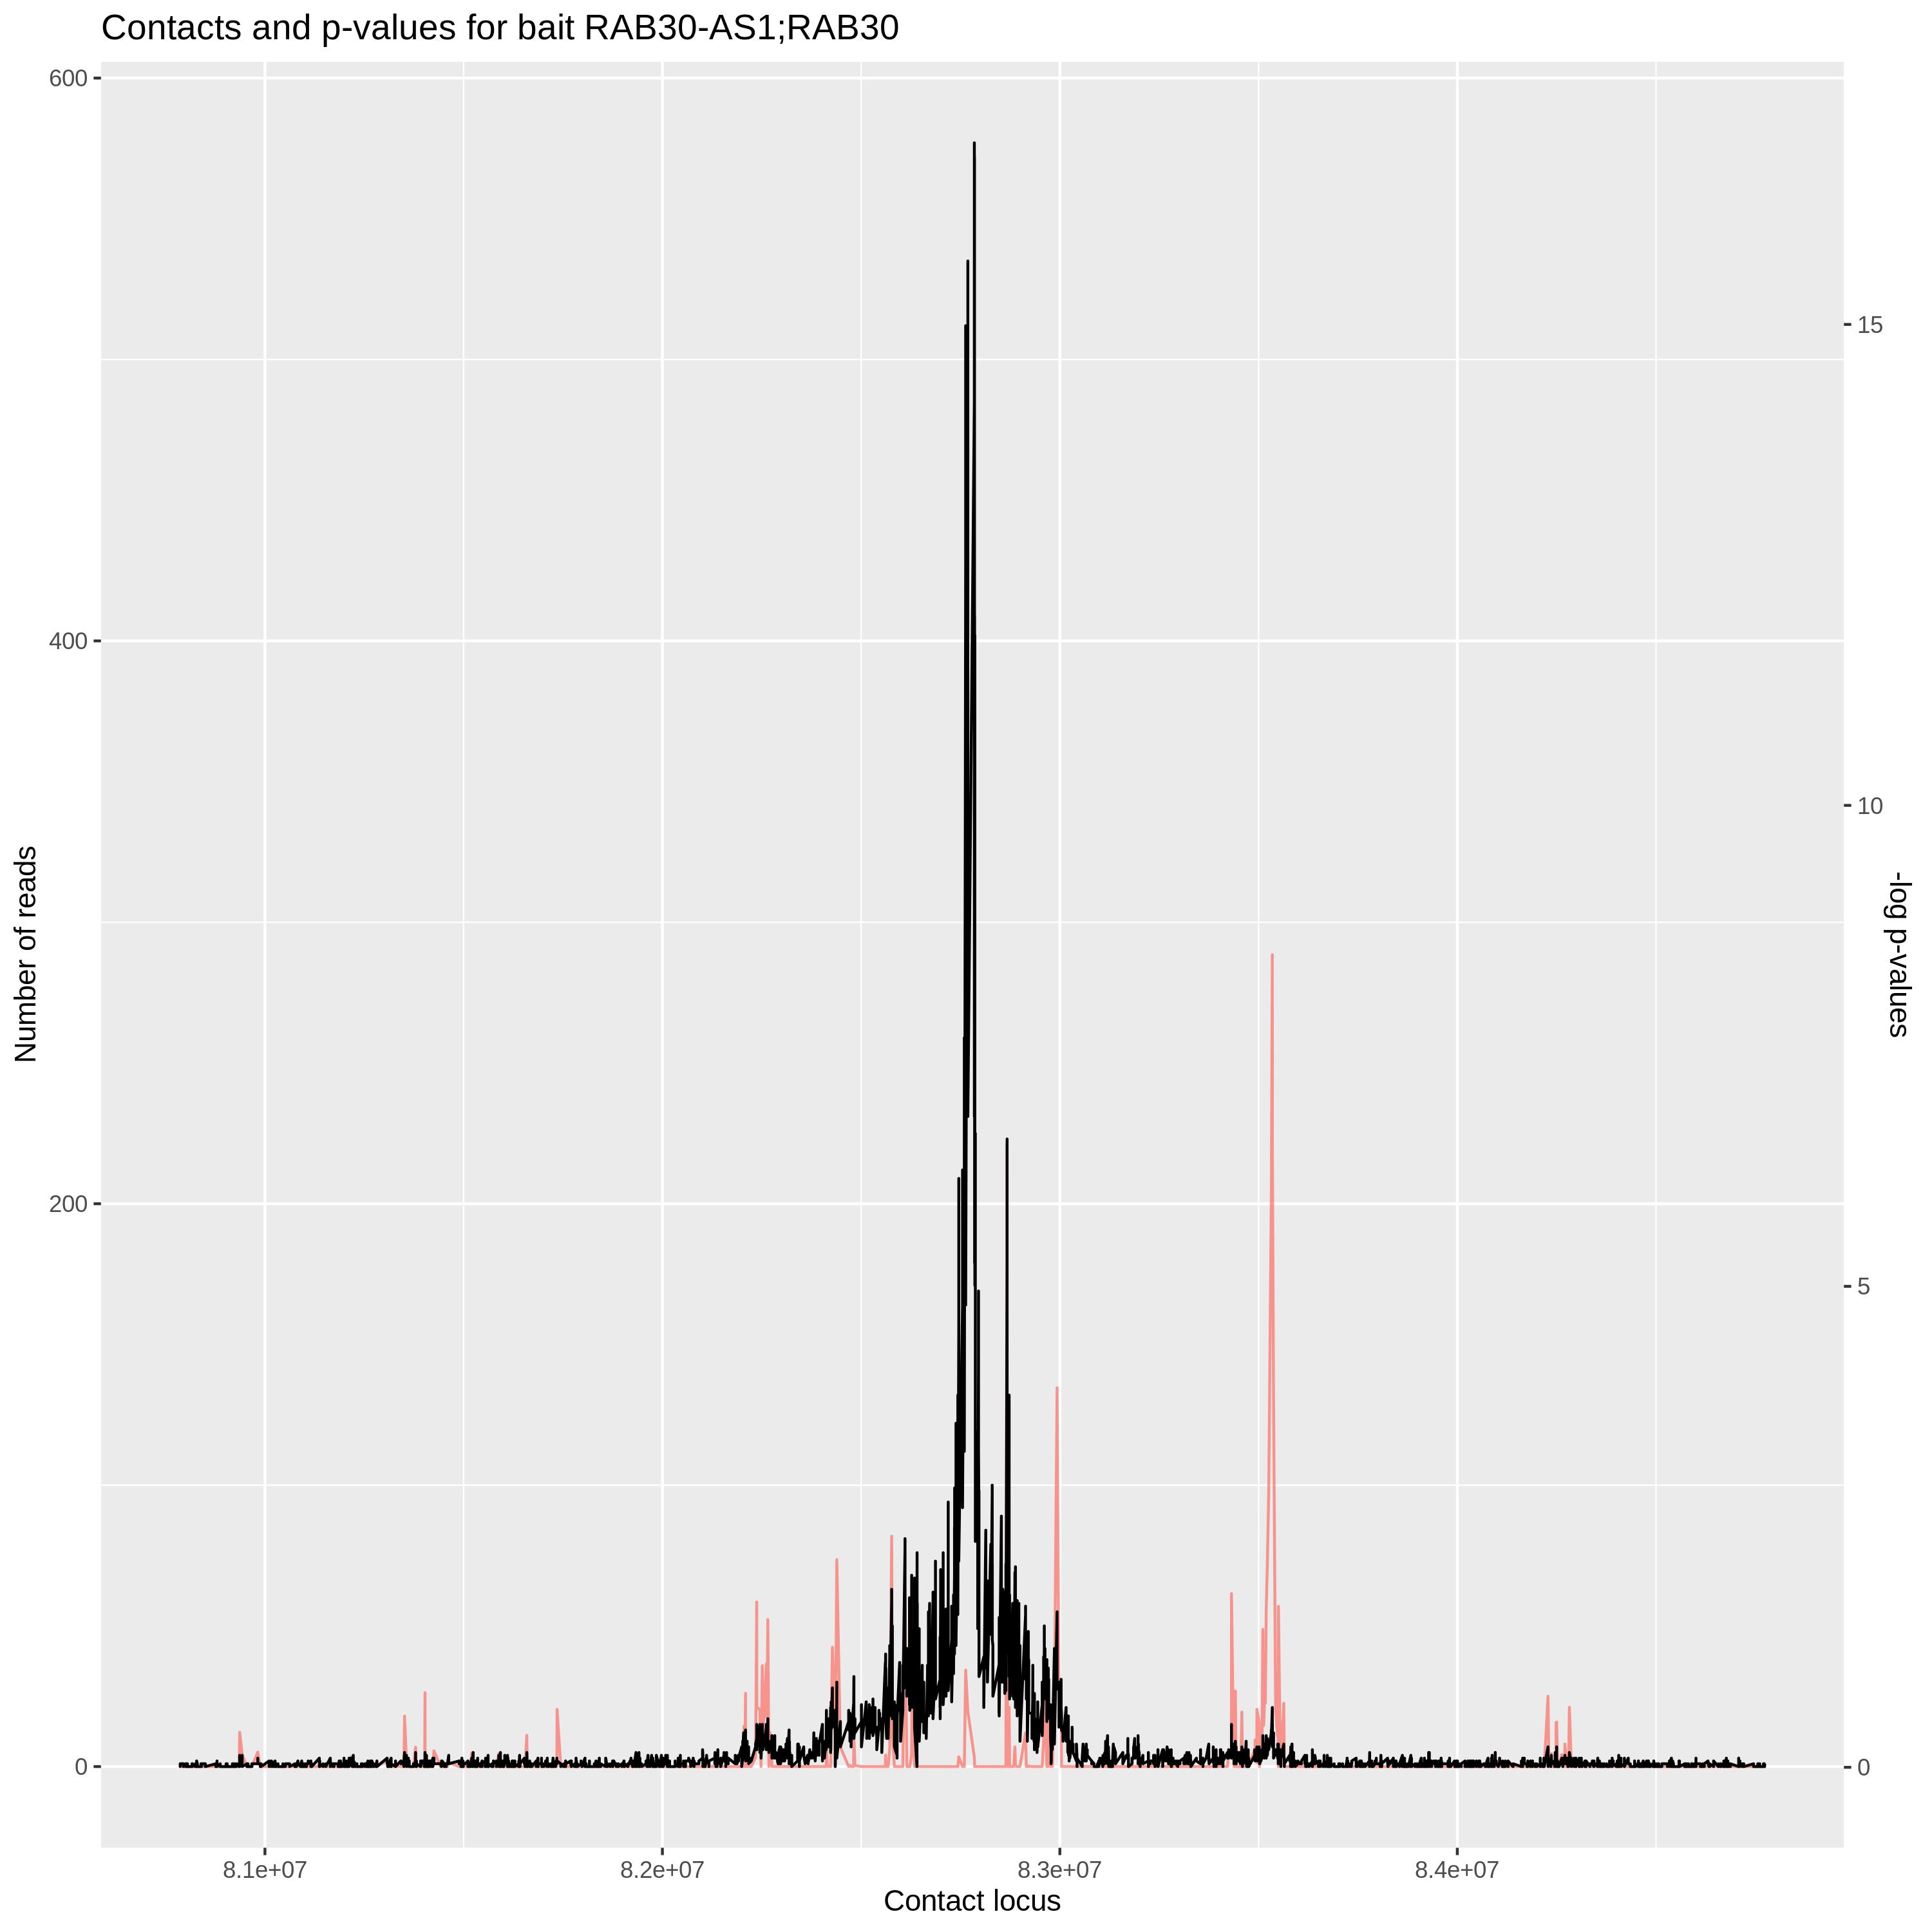 Contacts and p-values for bait RAB30-AS1;RAB30
600
400
200
0
Number of reads
15
10
5
0
-log p-values
8.1e+07
8.2e+07
8.3e+07
8.4e+07
Contact locus